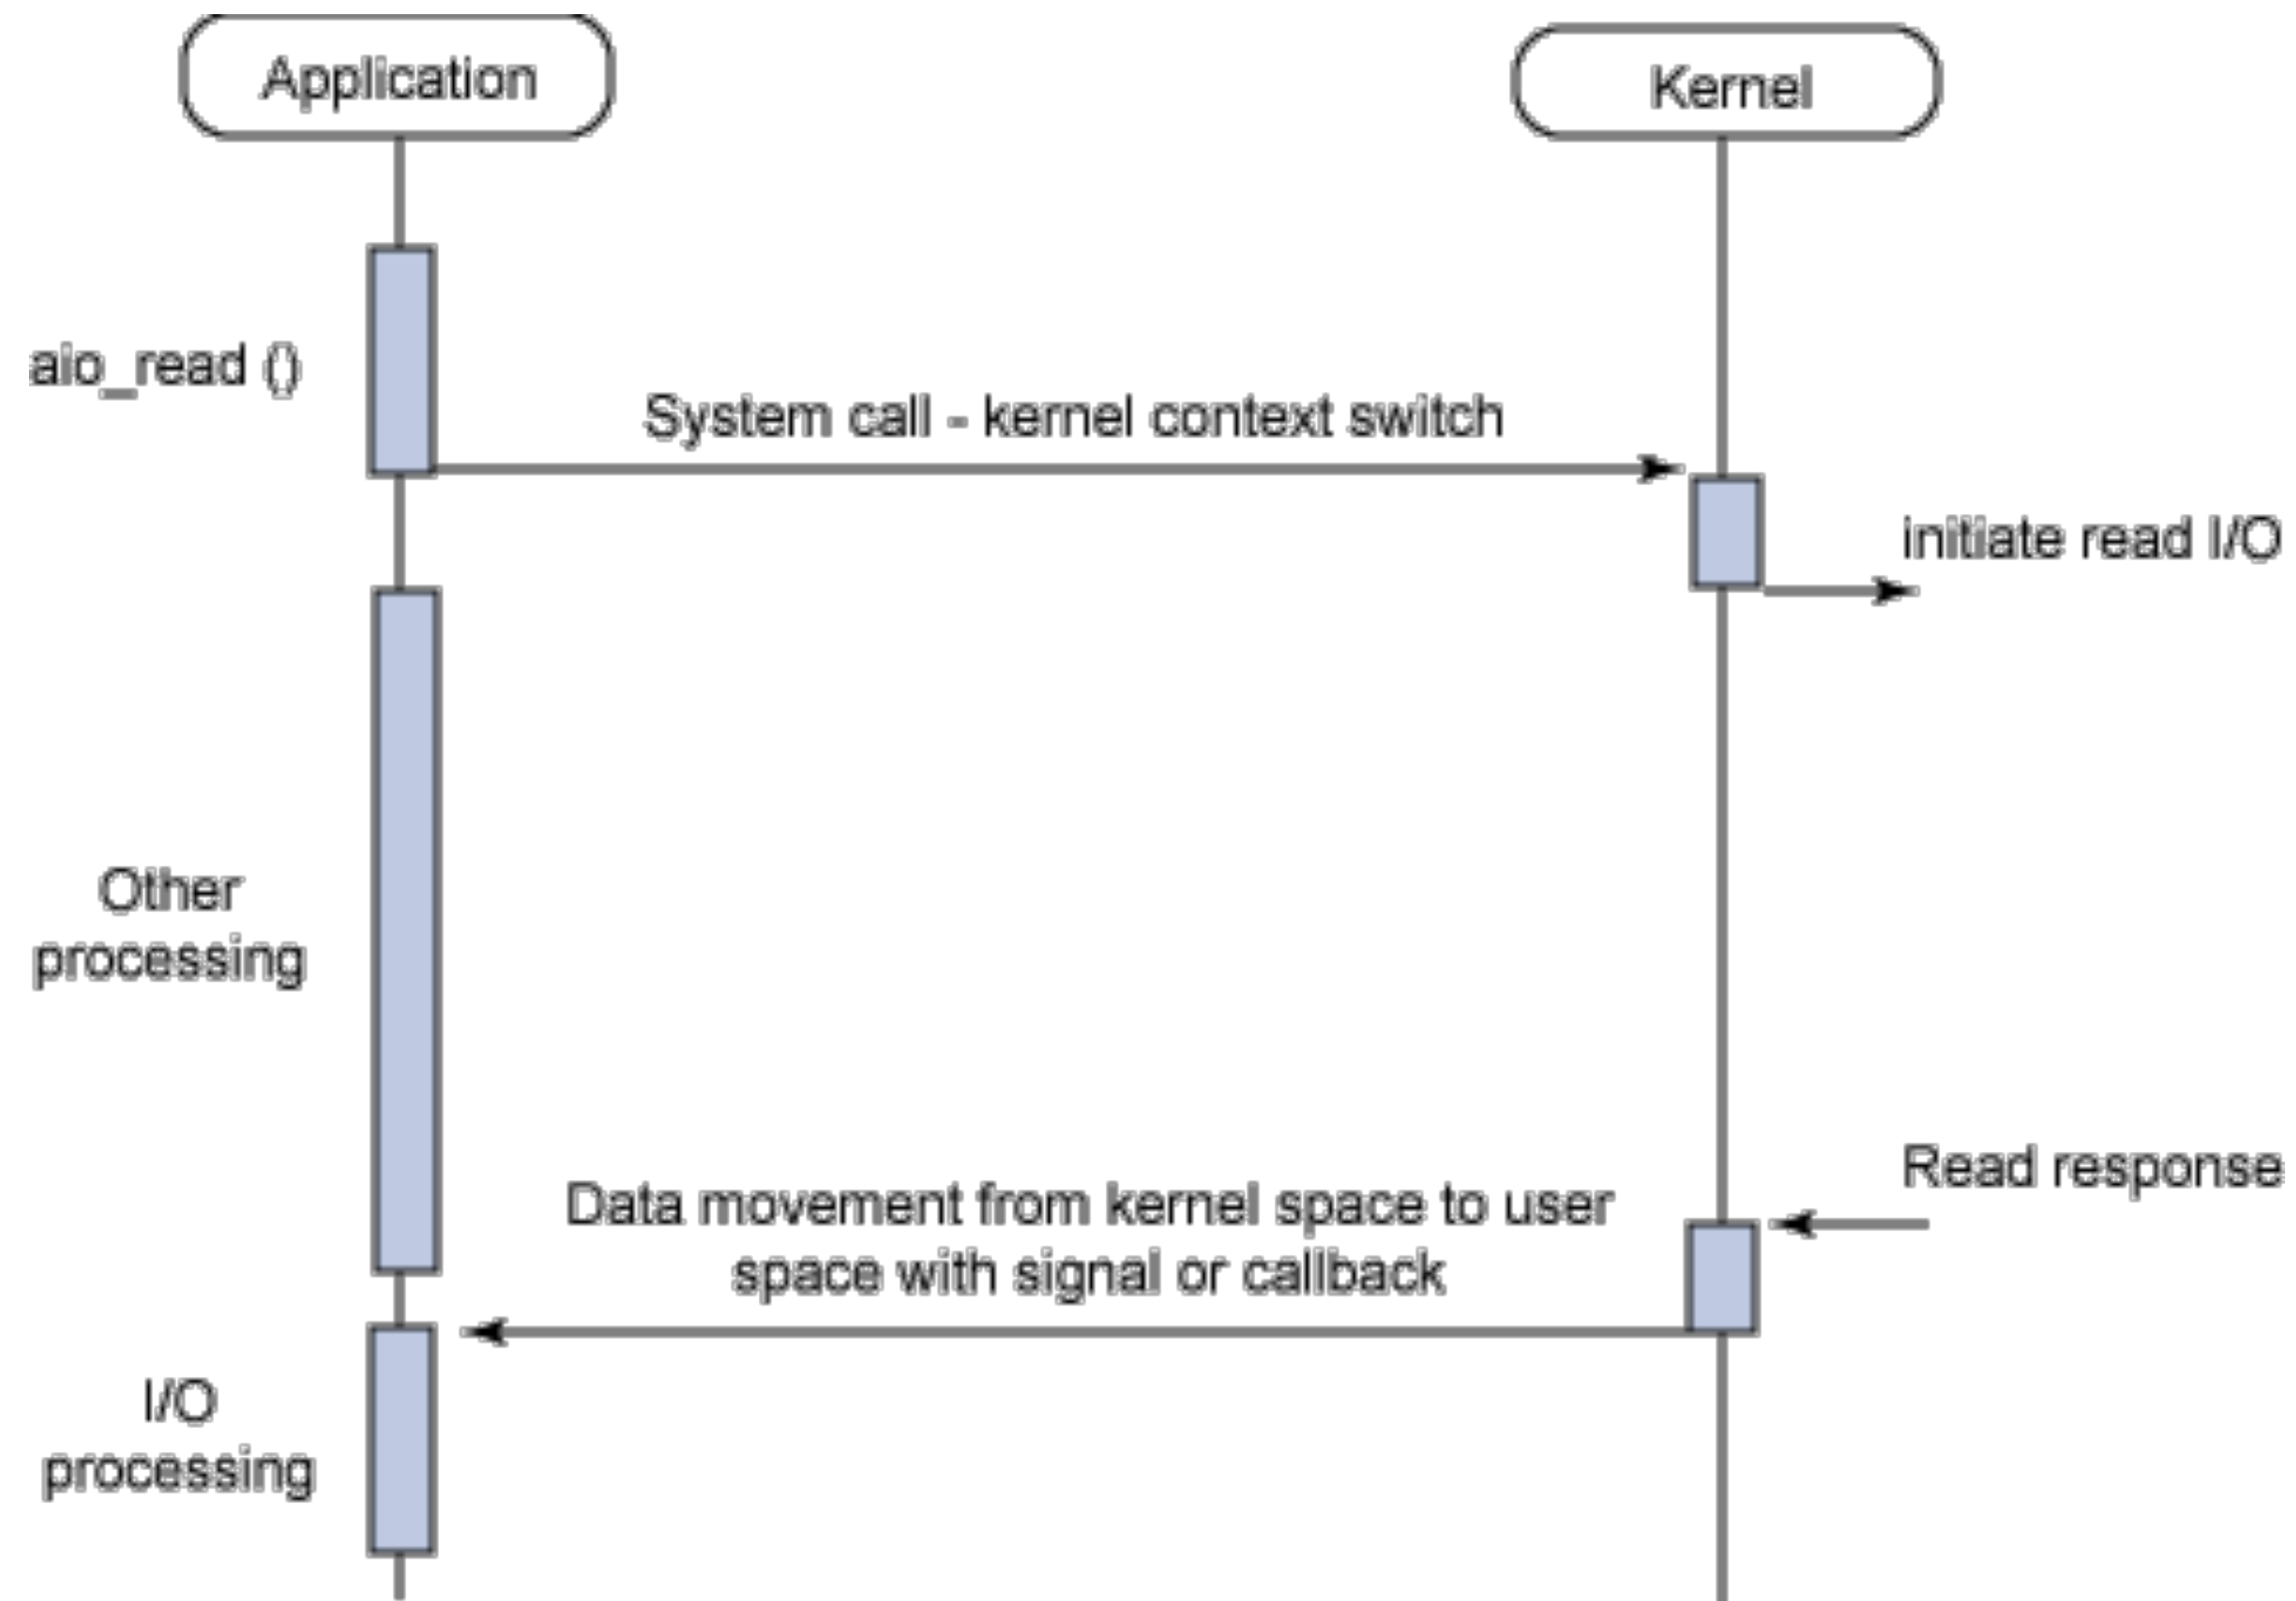 Application
Kernel
aio_read ()
System call - kernel context switch
initiate read I/O
Other
processing
Read response
Data movement from kernel space to user
space with signal or callback
I/O
processing